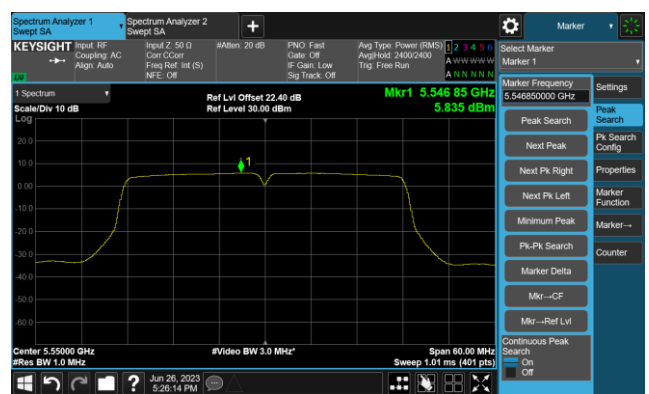 Spectrum Analyzer 1
Swept SA
Spectrum Analyzer 2
Swept SA
+
Marker
KEYSIGHT
Input: RF
Coupling: AC
Align: Auto
Input Z: 50 Ω
Corr CCorr
Freq Ref: Int (S)
NFE: Off
#Atten: 20 dB
PNO: Fast
Gate: Off
IF Gain: Low
Sig Track: Off
Avg Type: Power (RMS)
Avg|Hold: 2400/2400
Trig: Free Run
1 2 3 4 5 6
A W W W W W
A N N N N N
Select Marker
Marker 1
1 Spectrum
Scale/Div 10 dB
Log
Ref Lvl Offset 22.40 dB
Ref Level 30.00 dBm
Mkr1 5.546 85 GHz
5.835 dBm
20.0
10.0
0.00
-10.0
-20.0
-30.0
-40.0
-50.0
-60.0
1
Center 5.55000 GHz
#Res BW 1.0 MHz
#Video BW 3.0 MHz*
Span 60.00 MHz
Sweep 1.01 ms (401 pts)
Jun 26, 2023
5:26:14 PM
?
Marker Frequency
5.546850000 GHz
Peak Search
Next Peak
Next Pk Right
Next Pk Left
Minimum Peak
Pk-Pk Search
Marker Delta
Mkr→CF
Mkr→Ref Lvl
Continuous Peak
Search
On
Off
Settings
Peak
Search
Pk Search
Config
Properties
Marker
Function
Marker→
Counter